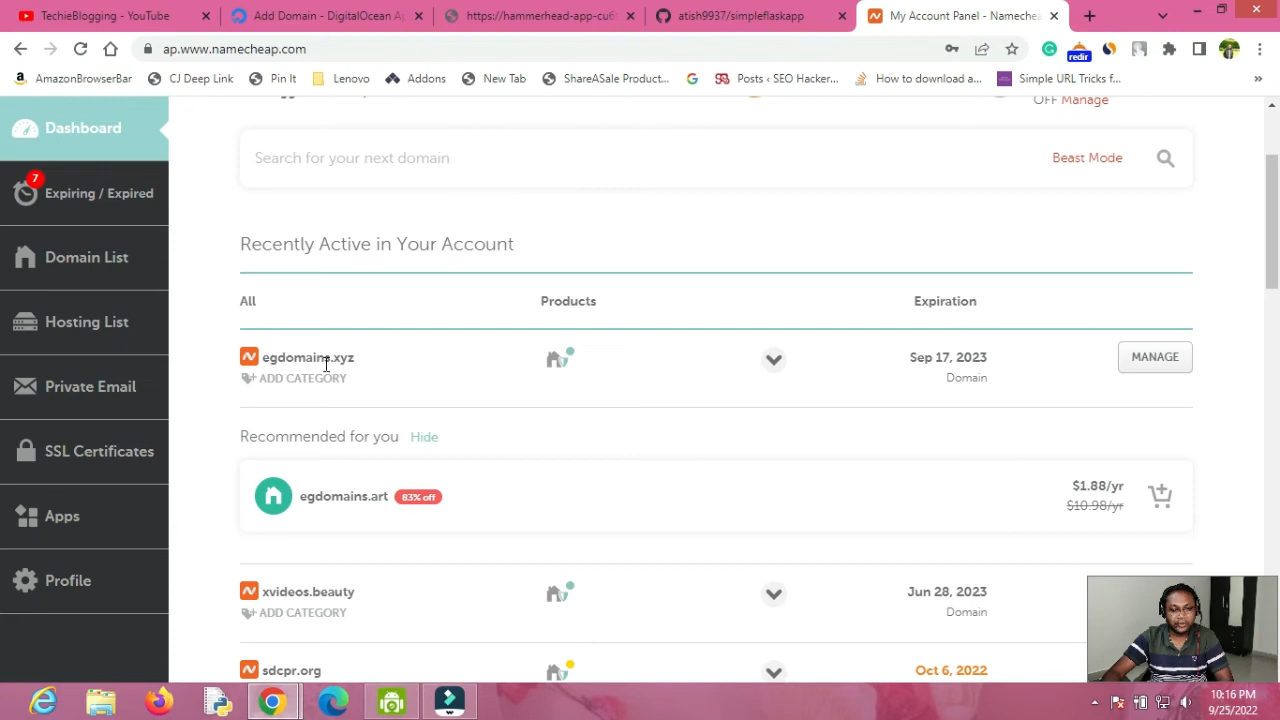 TechieBlogging - YouTube
Add Domain - DigitalOcean Ap
https://hammerhead-app-cu6
atish9937/simpleflaskapp
My Account Panel - Namechea
ap.www.namecheap.com
redir
AmazonBrowserBar
CJ Deep Link
Pin It
Lenovo
Addons
New Tab
ShareASale Product...
Posts ‹ SEO Hacker...
How to download a...
Simple URL Tricks f...
»
Dashboard
7
Expiring / Expired
Domain List
Hosting List
Private Email
SSL Certificates
Apps
Profile
OFF Manage
Search for your next domain
Beast Mode
Recently Active in Your Account
All
Products
Expiration
egdomains.xyz
Sep 17, 2023
MANAGE
ADD CATEGORY
Domain
Recommended for you
Hide
egdomains.art
83% off
$1.88/yr
$10.98/yr
xvideos.beauty
Jun 28, 2023
ADD CATEGORY
Domain
sdcpr.org
Oct 6, 2022
10:16 PM
9/25/2022